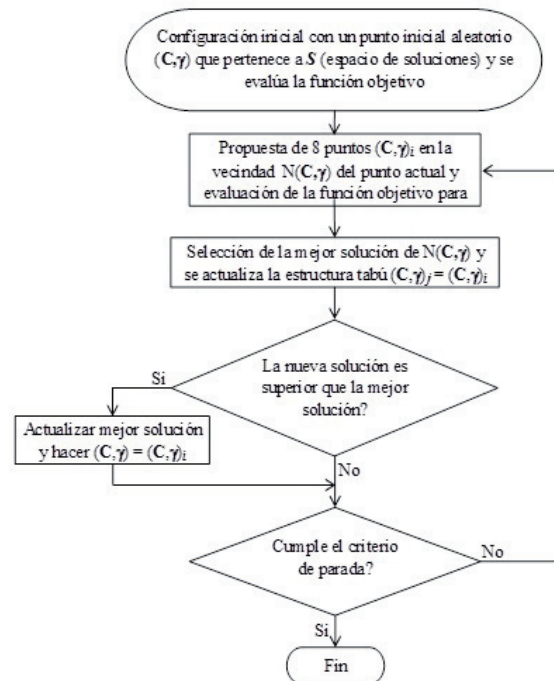 Configuración inicial con un punto inicial aleatorio
(C,γ) que pertenece a S (espacio de soluciones) y se
evalúa la función objetivo
Propuesta de 8 puntos (C,γ)i en la
vecindad N(C,γ) del punto actual y
evaluación de la función objetivo para
Selección de la mejor solución de N(C,γ) y
se actualiza la estructura tabú (C,γ)j = (C,γ)i
La nueva solución es
superior que la mejor
solución?
Si
Actualizar mejor solución
y hacer (C,γ) = (C,γ)i
No
Cumple el criterio
de parada?
No
Si
Fin